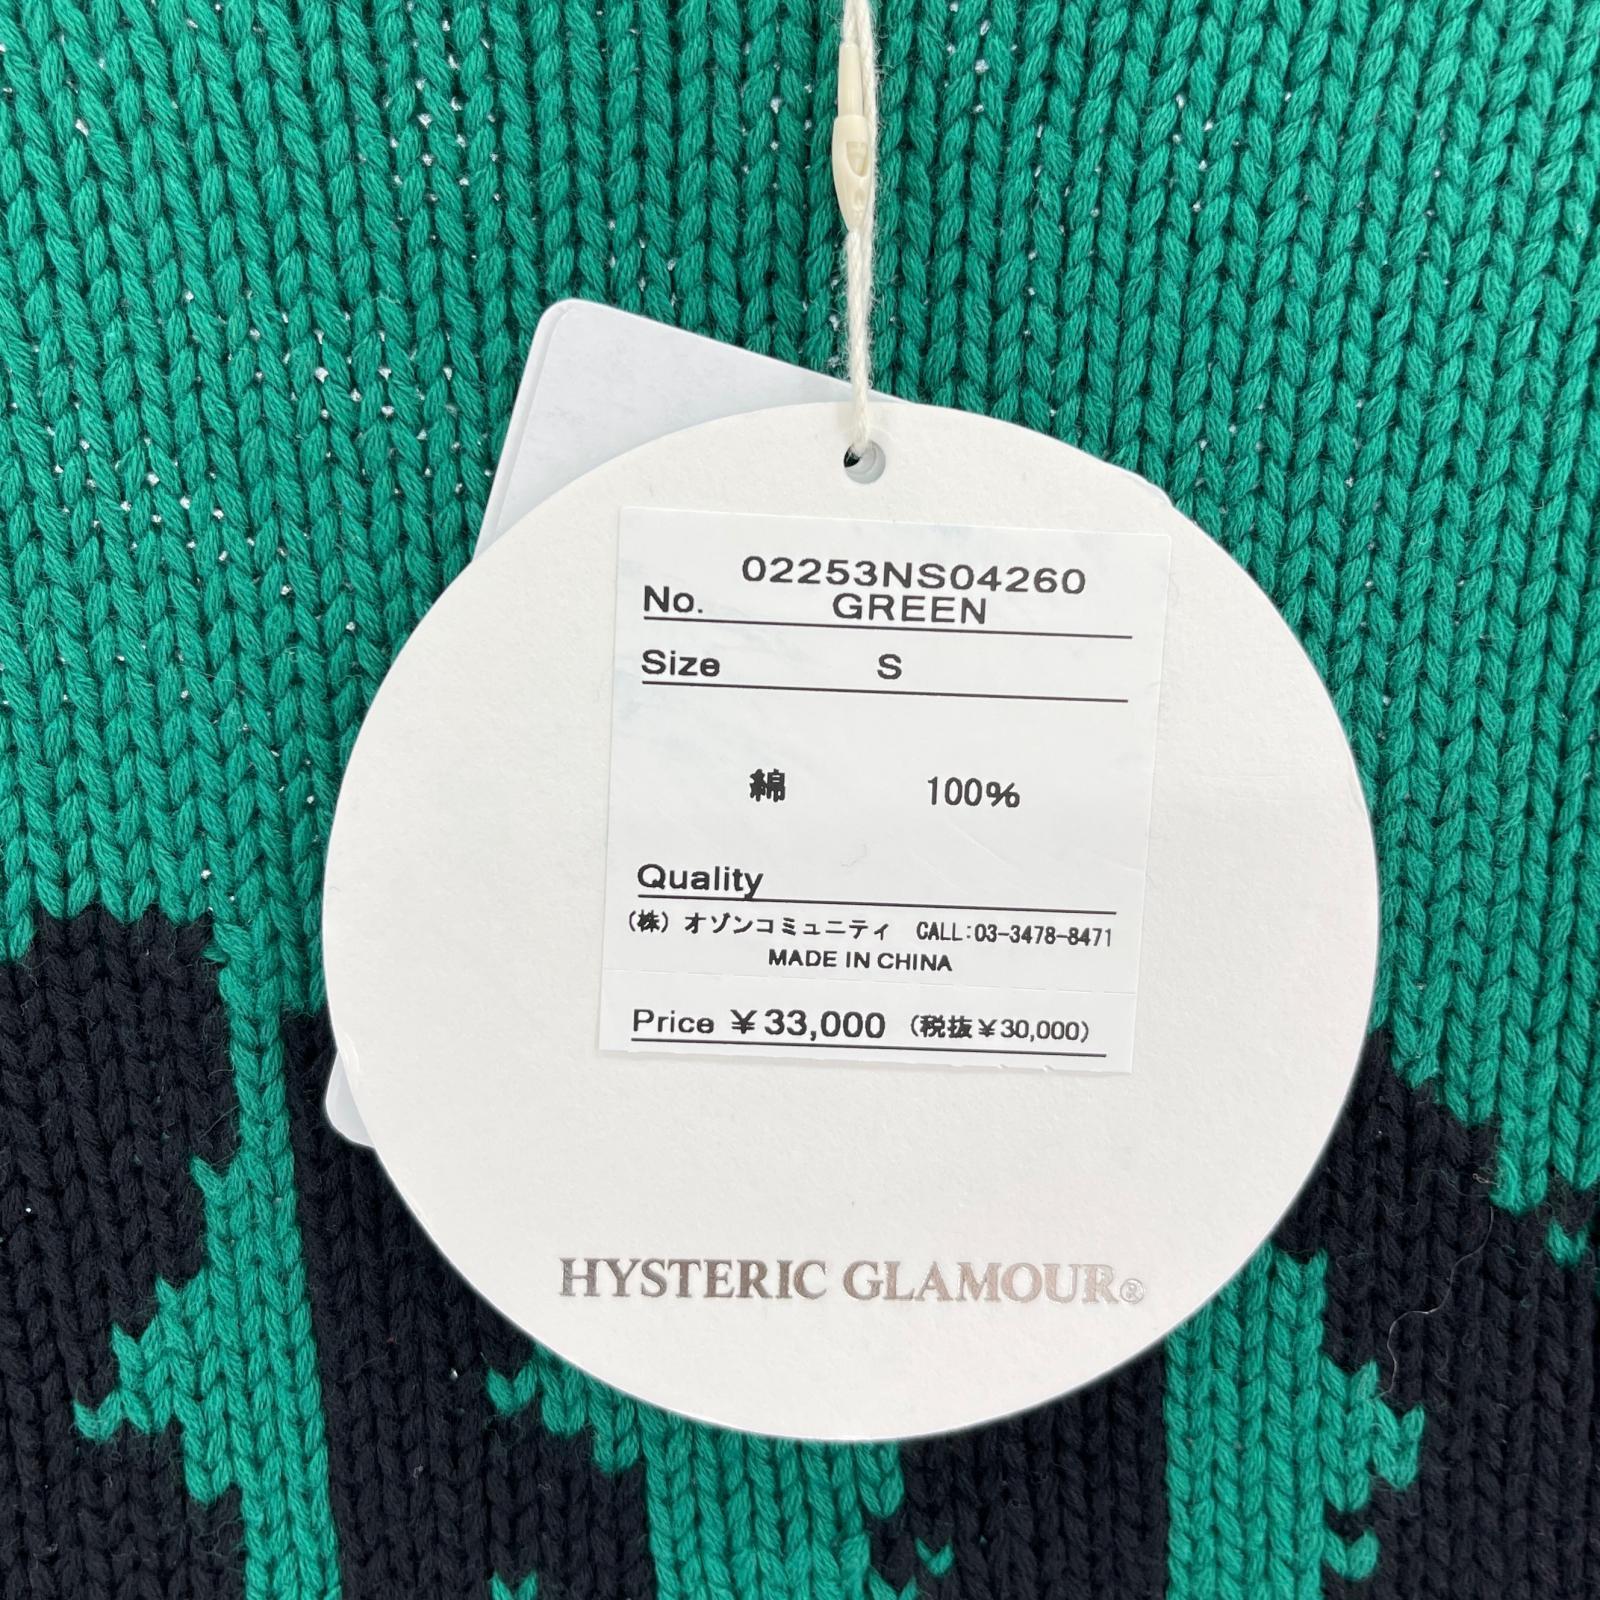 02253NS04260
No. GREEN
Size S
綿 100%
Quality
(株) オゾンコミュニティ CALL:03-3478-8471
MADE IN CHINA
Price ¥33,000 (税抜¥30,000)
HYSTERIC GLAMOUR®